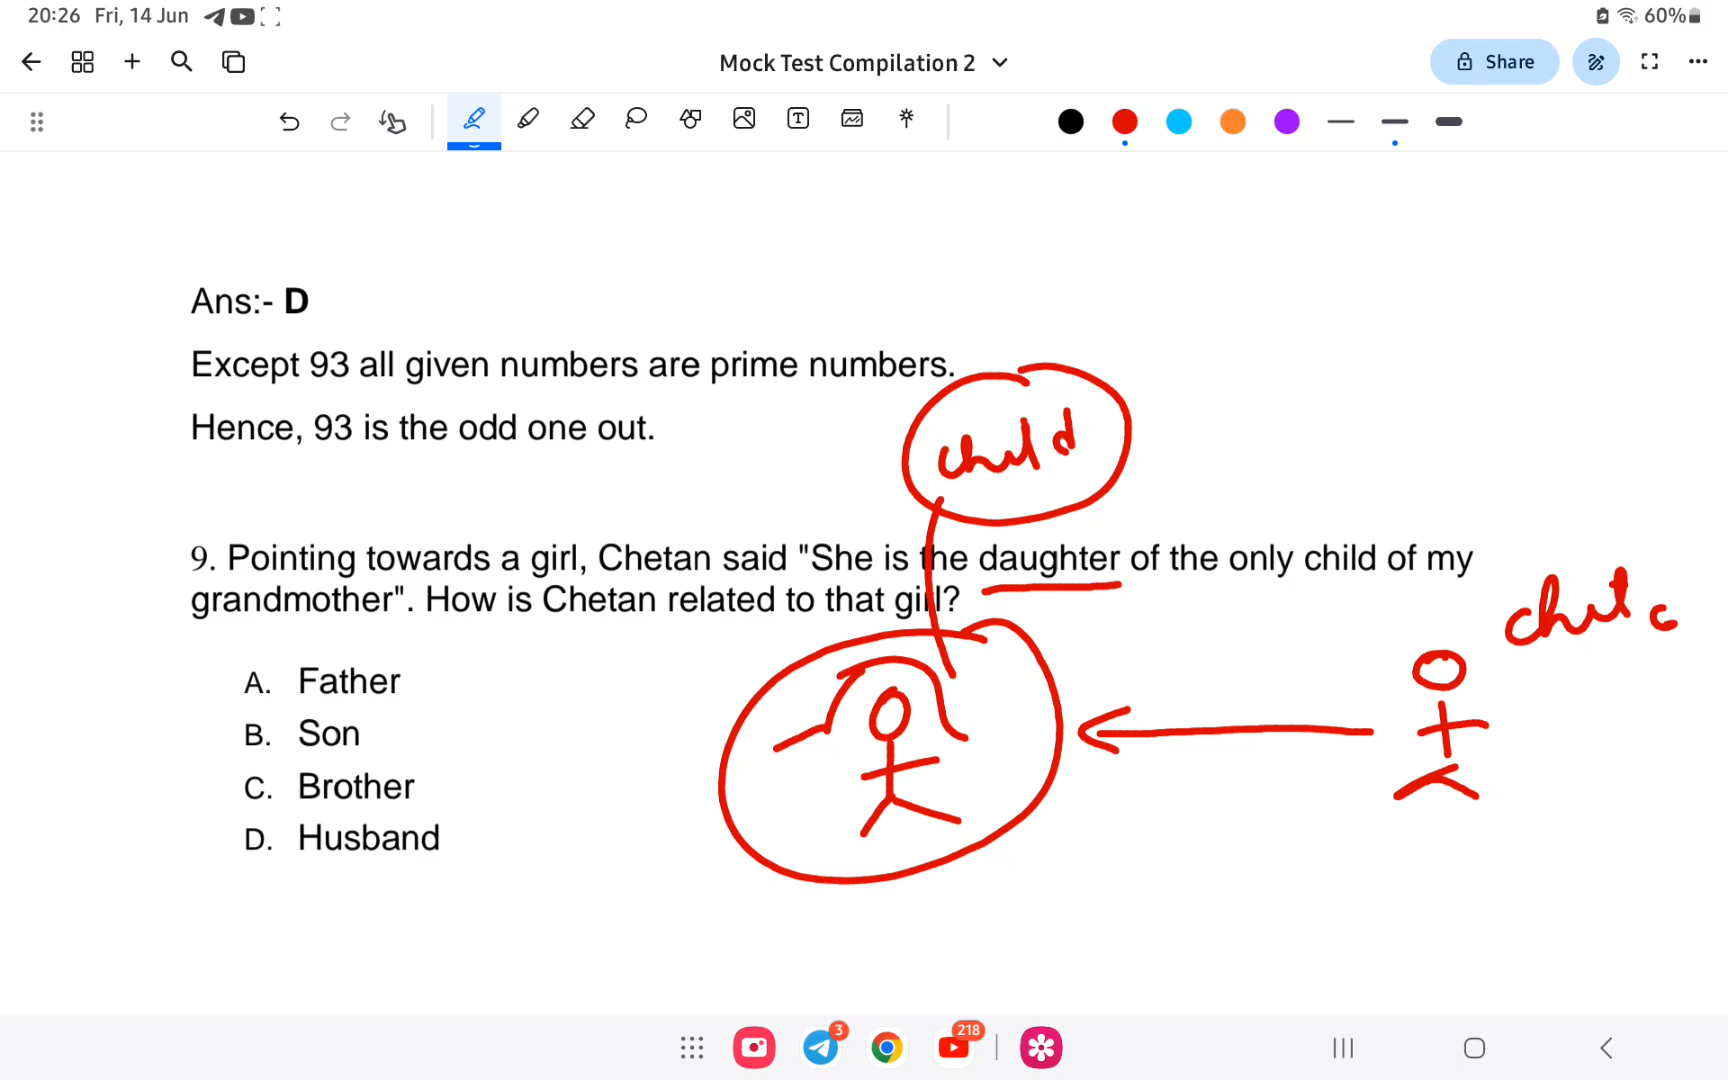 20:26 Fri, 14 Jun
60%
Mock Test Compilation 2
Share
Ans:- D
Except 93 all given numbers are prime numbers.
Hence, 93 is the odd one out.
child
9. Pointing towards a girl, Chetan said "She is the daughter of the only child of my
grandmother". How is Chetan related to that girl?
A. Father
B. Son
C. Brother
D. Husband
3
218